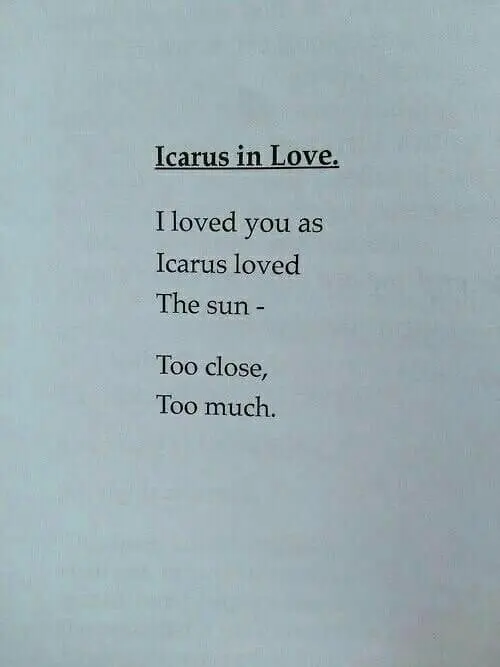 Icarus in Love.
I loved you as
Icarus loved
The sun -
Too close,
Too much.